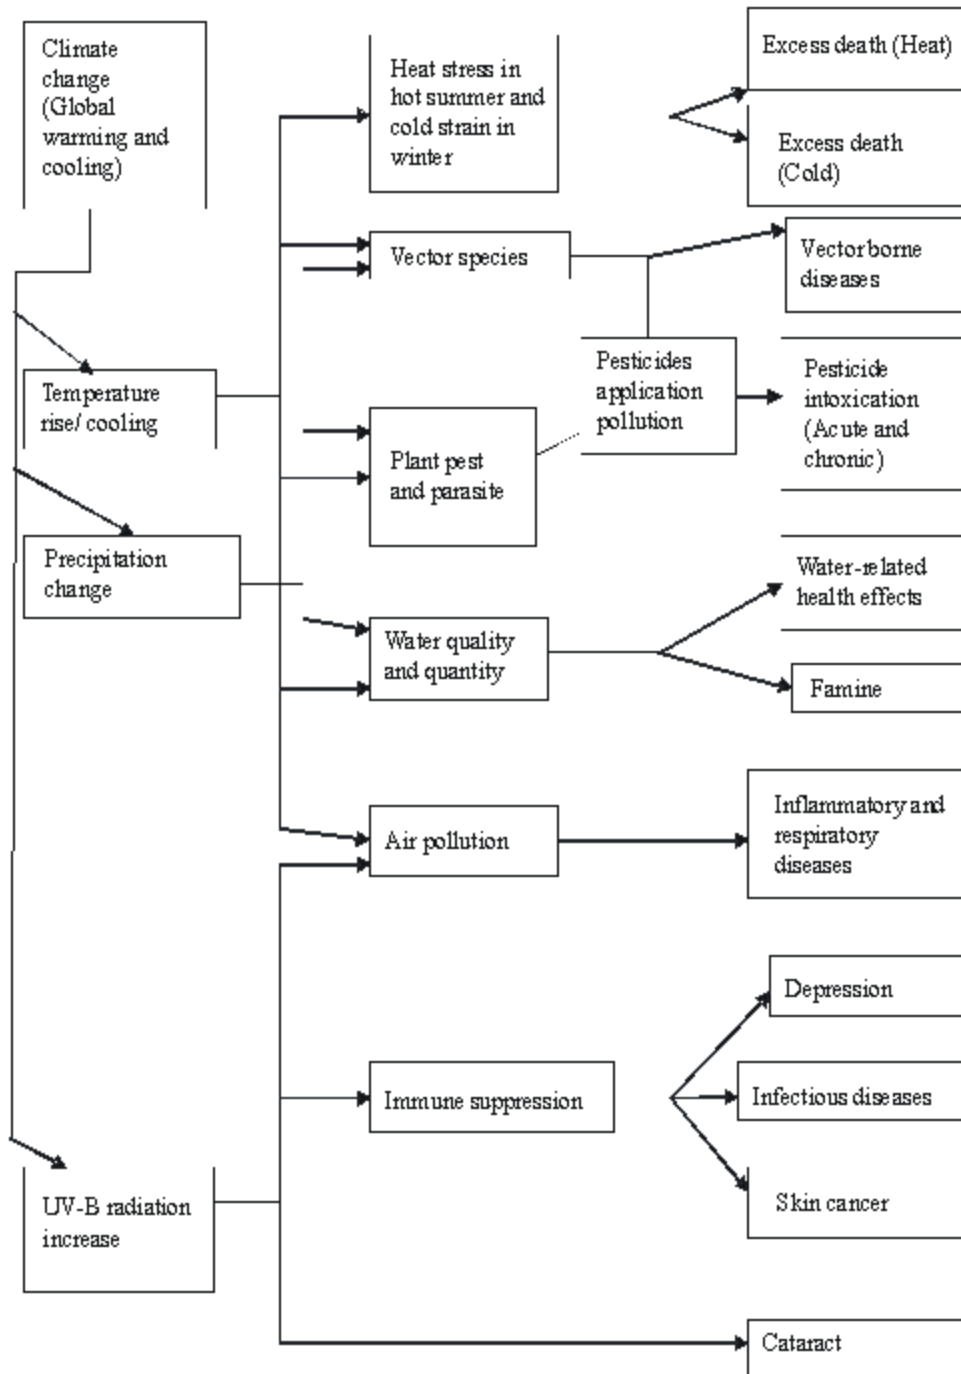 Climate
change
(Global
warming and
cooling)
Heat stress in
hot summer and
cold strain in
winter
Excess death (Heat)
Excess death
(Cold)
Vector species
Vectorborne
diseases
Temperature
rise/ cooling
Pesticides
application
pollution
Pesticide
intoxication
(Acute and
chronic)
Plant pest
and parasite
Precipitation
change
Water quality
and quantity
Water-related
health effects
Famine
Air pollution
Inflammatory and
respiratory
diseases
Immune suppression
Depression
Infectious diseases
Skin cancer
UV-B radiation
increase
Cataract